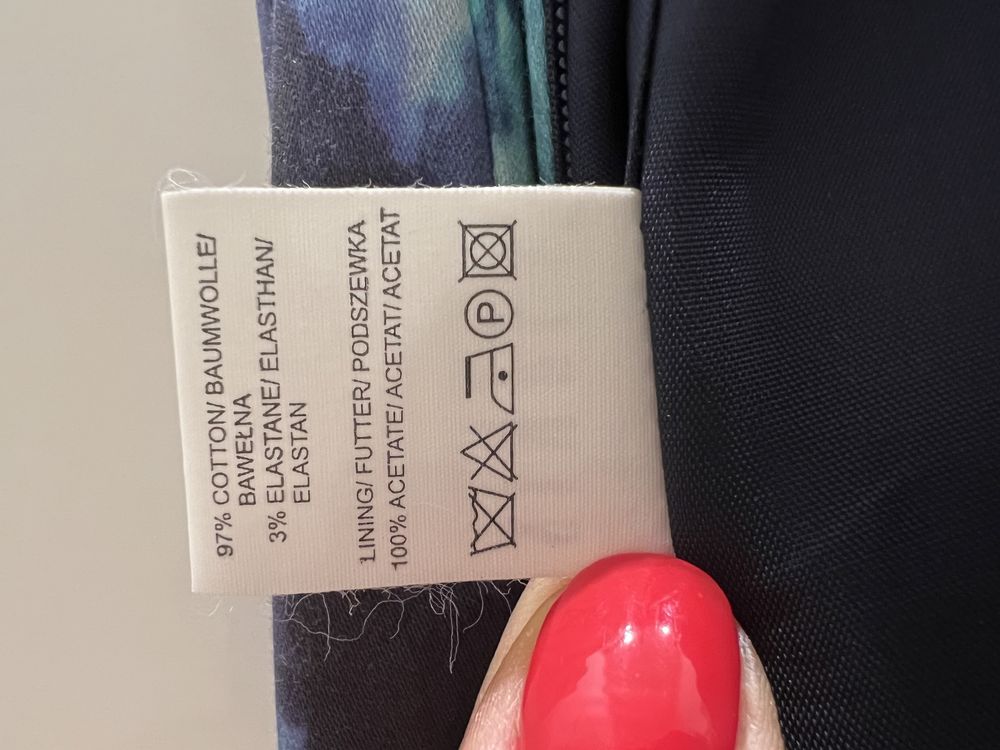 97% COTTON/ BAUMWOLLE/
BAWEŁNA
3% ELASTANE/ ELASTHAN/
ELASTAN
LINING/ FUTTER/ PODSZEWKA
100% ACETATE/ ACETAT/ ACETAT
P